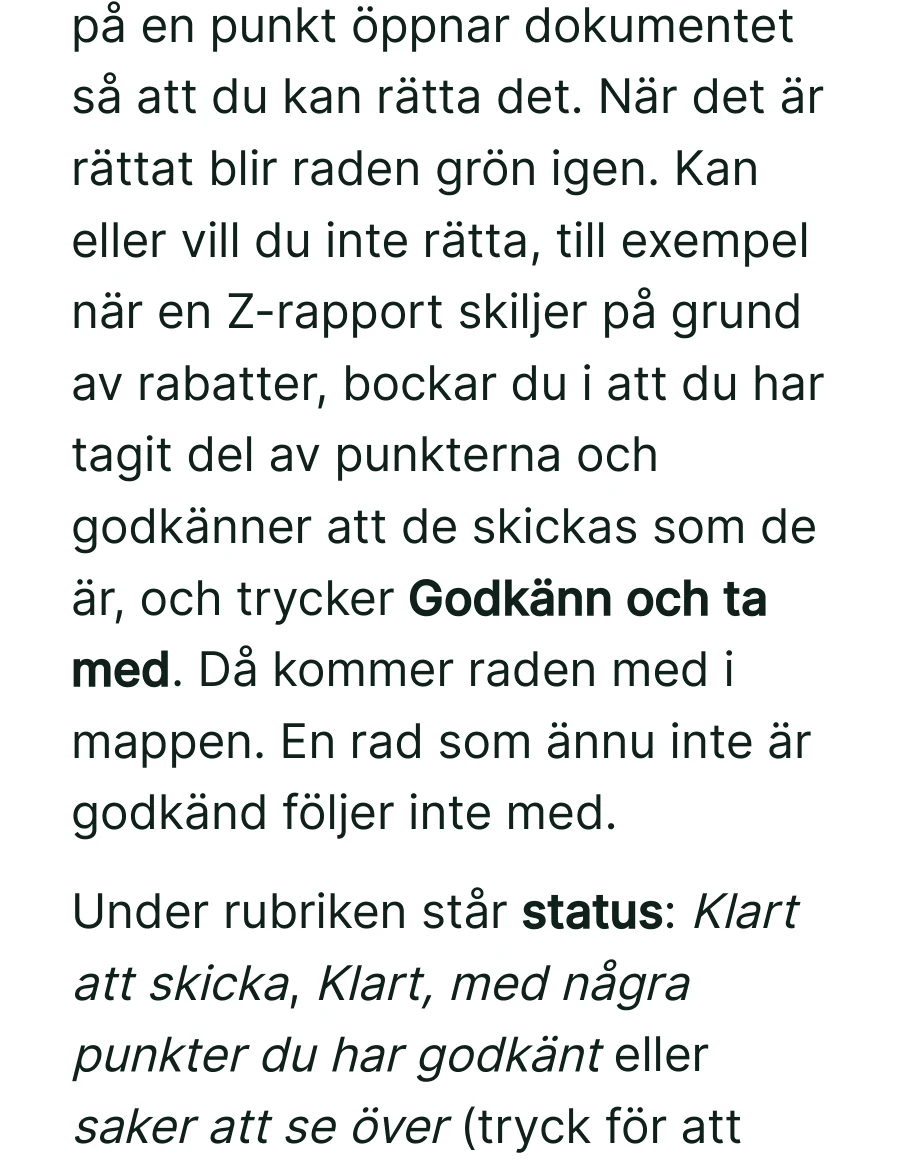 på en punkt öppnar dokumentet
så att du kan rätta det. När det är
rättat blir raden grön igen. Kan
eller vill du inte rätta, till exempel
när en Z-rapport skiljer på grund
av rabatter, bockar du i att du har
tagit del av punkterna och
godkänner att de skickas som de
är, och trycker Godkänn och ta
med. Då kommer raden med i
mappen. En rad som ännu inte är
godkänd följer inte med.
Under rubriken står status: Klart
att skicka, Klart, med några
punkter du har godkänt eller
saker att se över (tryck för att